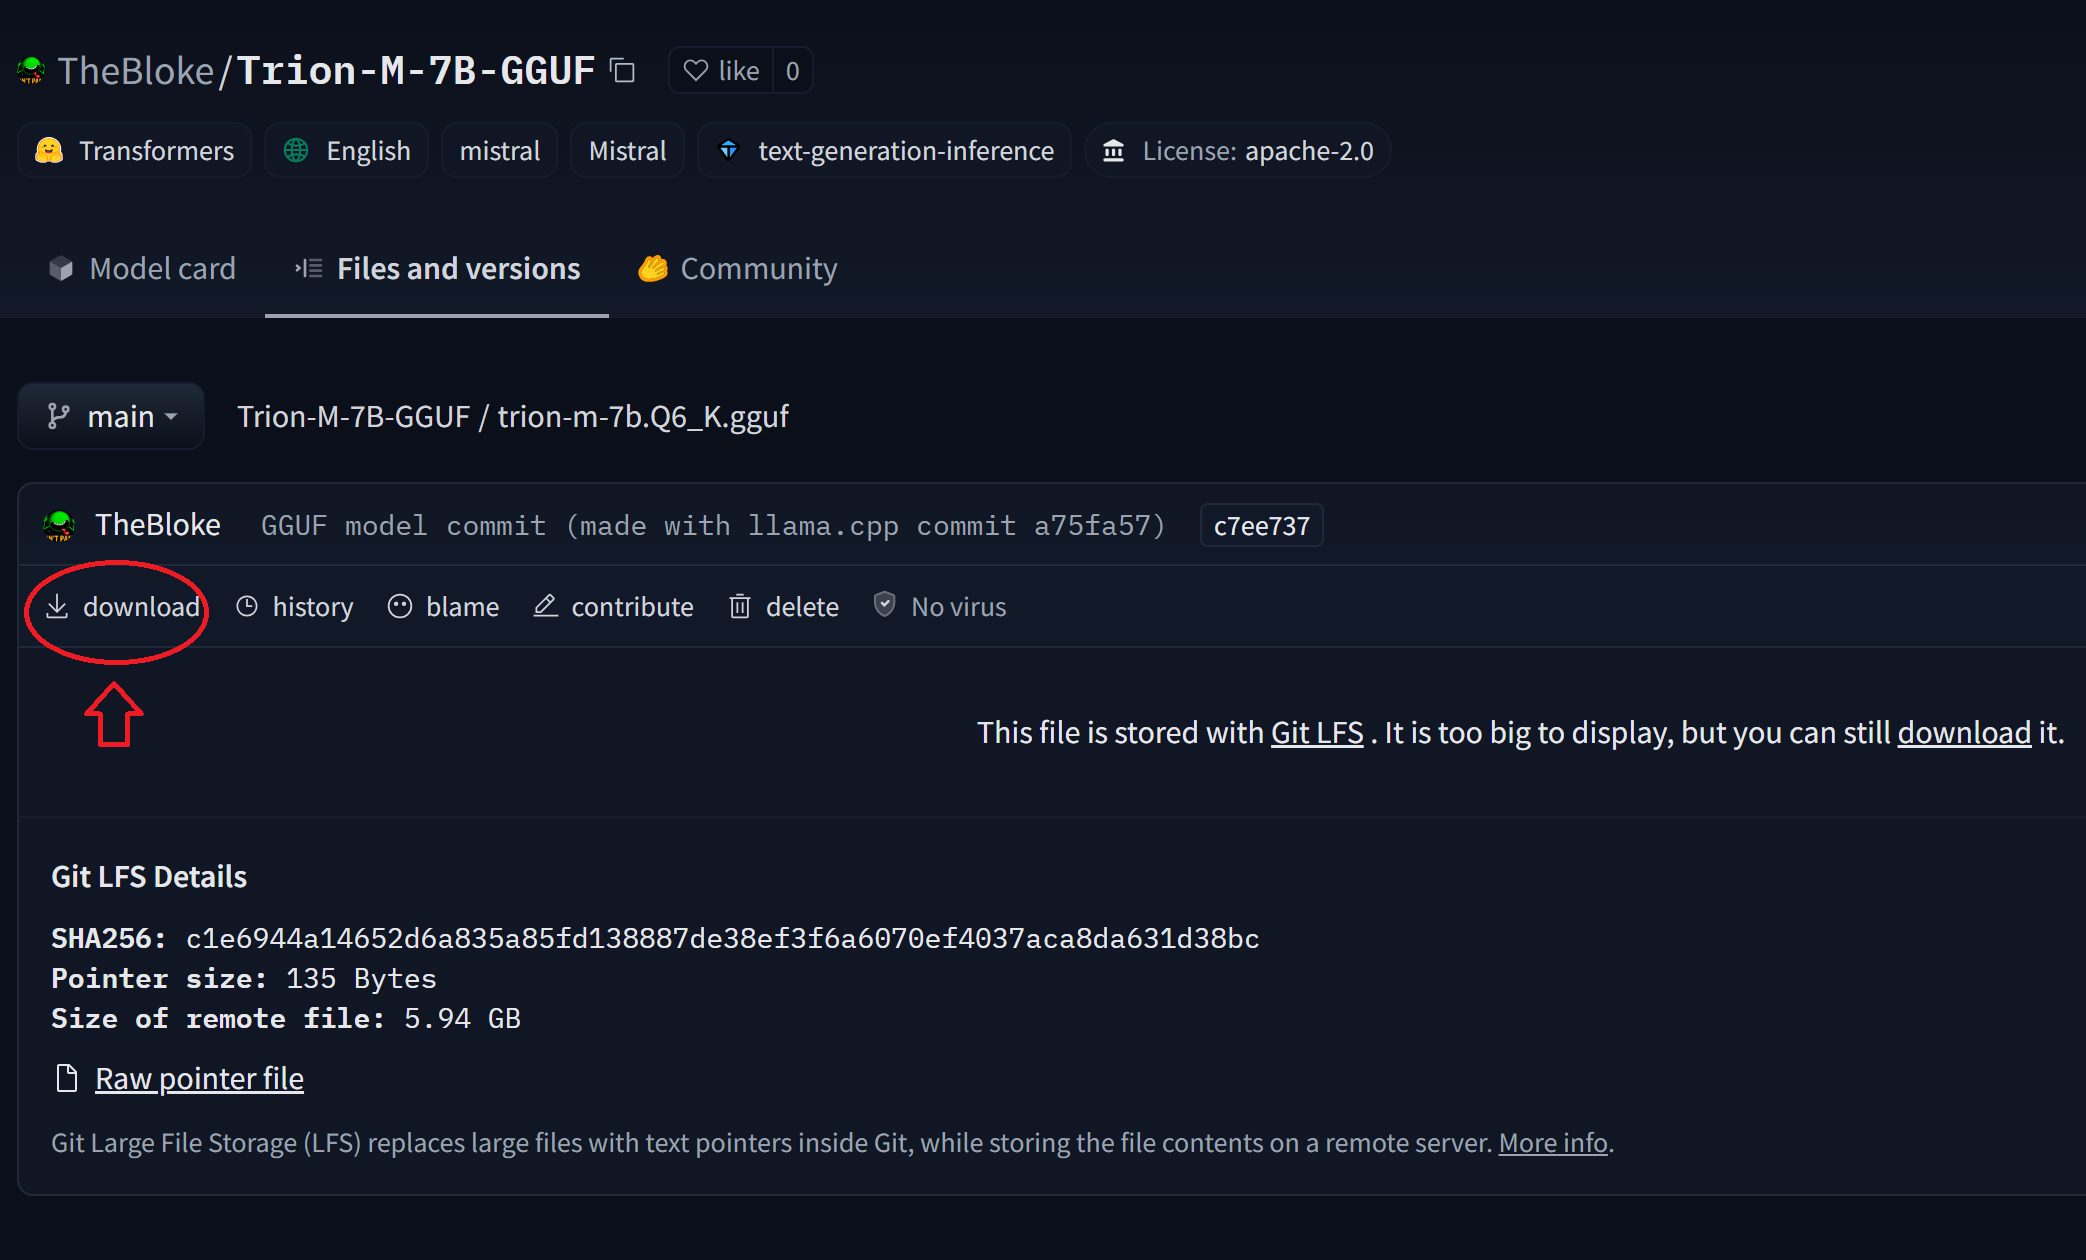 TheBloke/Trion-M-7B-GGUF like 0
Transformers English mistral Mistral text-generation-inference License: apache-2.0
Model card Files and versions Community
main Trion-M-7B-GGUF / trion-m-7b.Q6_K.gguf
TheBloke GGUF model commit (made with llama.cpp commit a75fa57) c7ee737
download history blame contribute delete No virus
This file is stored with Git LFS . It is too big to display, but you can still download it.
Git LFS Details
SHA256: c1e6944a14652d6a835a85fd138887de38ef3f6a6070ef4037aca8da631d38bc
Pointer size: 135 Bytes
Size of remote file: 5.94 GB
Raw pointer file
Git Large File Storage (LFS) replaces large files with text pointers inside Git, while storing the file contents on a remote server. More info.